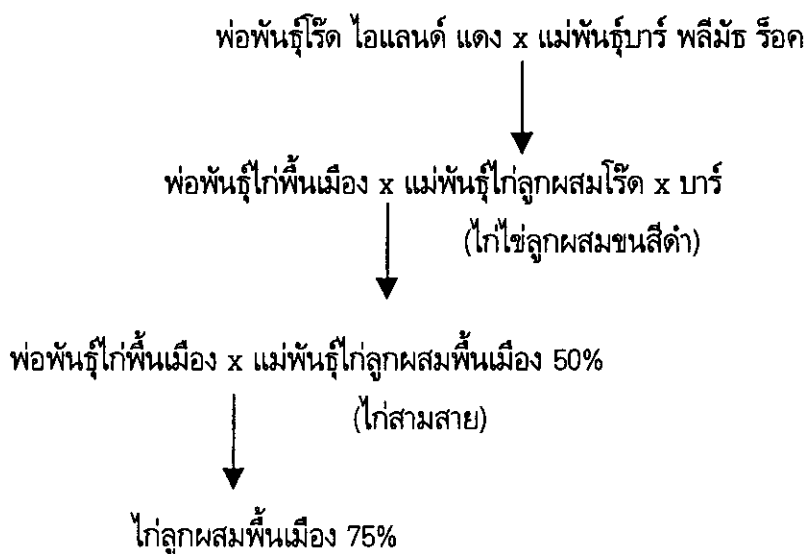 พ่อพันธุ์โร๊ด ไอแลนด์ แดง x แม่พันธุ์บาร์ พลีมัธ ร็อค
พ่อพันธุ์ไก่พื้นเมือง x แม่พันธุ์ไก่ลูกผสมโร๊ด x บาร์
(ไก่ไข่ลูกผสมขนสีดำ)
พ่อพันธุ์ไก่พื้นเมือง x แม่พันธุ์ไก่ลูกผสมพื้นเมือง 50%
(ไก่สามสาย)
ไก่ลูกผสมพื้นเมือง 75%